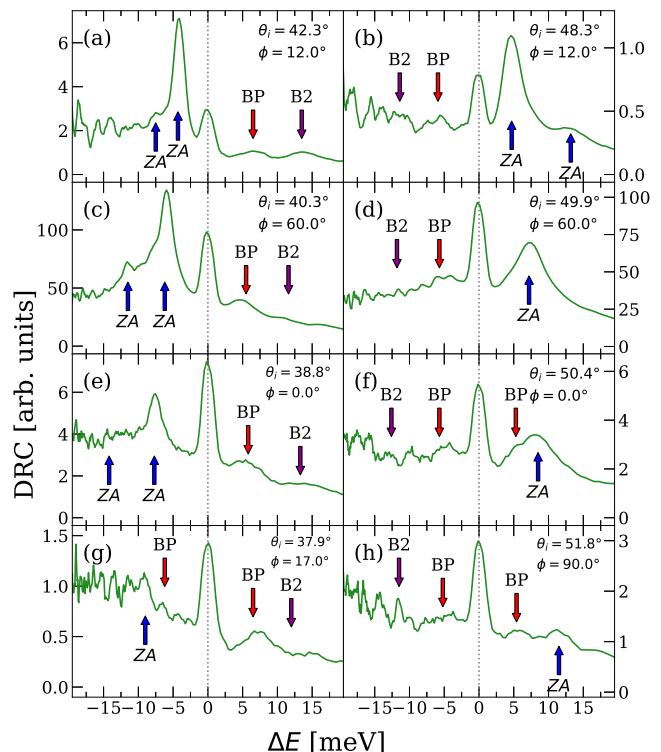 (a)
θi = 42.3°
ϕ = 12.0°
BP
B2
ZA
ZA
6
4
2
0
(b)
θi = 48.3°
ϕ = 12.0°
B2
BP
ZA
ZA
1.0
0.5
0.0
(c)
θi = 40.3°
ϕ = 60.0°
BP
B2
ZA
ZA
100
50
0
(d)
θi = 49.9°
ϕ = 60.0°
B2
BP
ZA
100
75
50
25
0
(e)
θi = 38.8°
ϕ = 0.0°
BP
B2
ZA
ZA
6
4
2
0
(f)
θi = 50.4°
ϕ = 0.0°
B2
BP
BP
ZA
6
4
2
0
(g)
θi = 37.9°
ϕ = 17.0°
BP
BP
B2
ZA
1.5
1.0
0.5
0.0
(h)
θi = 51.8°
ϕ = 90.0°
B2
BP
BP
ZA
3
2
1
0
−15 −10 −5 0 5 10 15
−15 −10 −5 0 5 10 15
DRC [arb. units]
ΔE [meV]